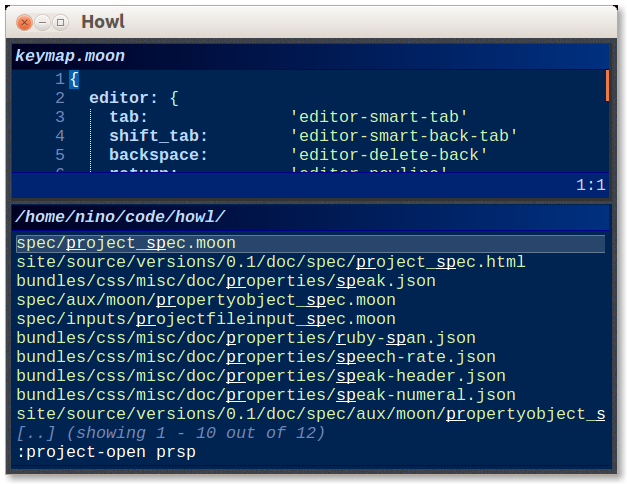 Howl
keymap.moon
1 {
2 editor: {
3 tab: 'editor-smart-tab'
4 shift_tab: 'editor-smart-back-tab'
5 backspace: 'editor-delete-back'
1:1
/home/nino/code/howl/
spec/project_spec.moon
site/source/versions/0.1/doc/spec/project_spec.html
bundles/css/misc/doc/properties/speak.json
spec/aux/moon/propertyobject_spec.moon
spec/inputs/projectfileinput_spec.moon
bundles/css/misc/doc/properties/ruby-span.json
bundles/css/misc/doc/properties/speech-rate.json
bundles/css/misc/doc/properties/speak-header.json
bundles/css/misc/doc/properties/speak-numeral.json
site/source/versions/0.1/doc/spec/aux/moon/propertyobject_s
[..] (showing 1 - 10 out of 12)
:project-open prsp